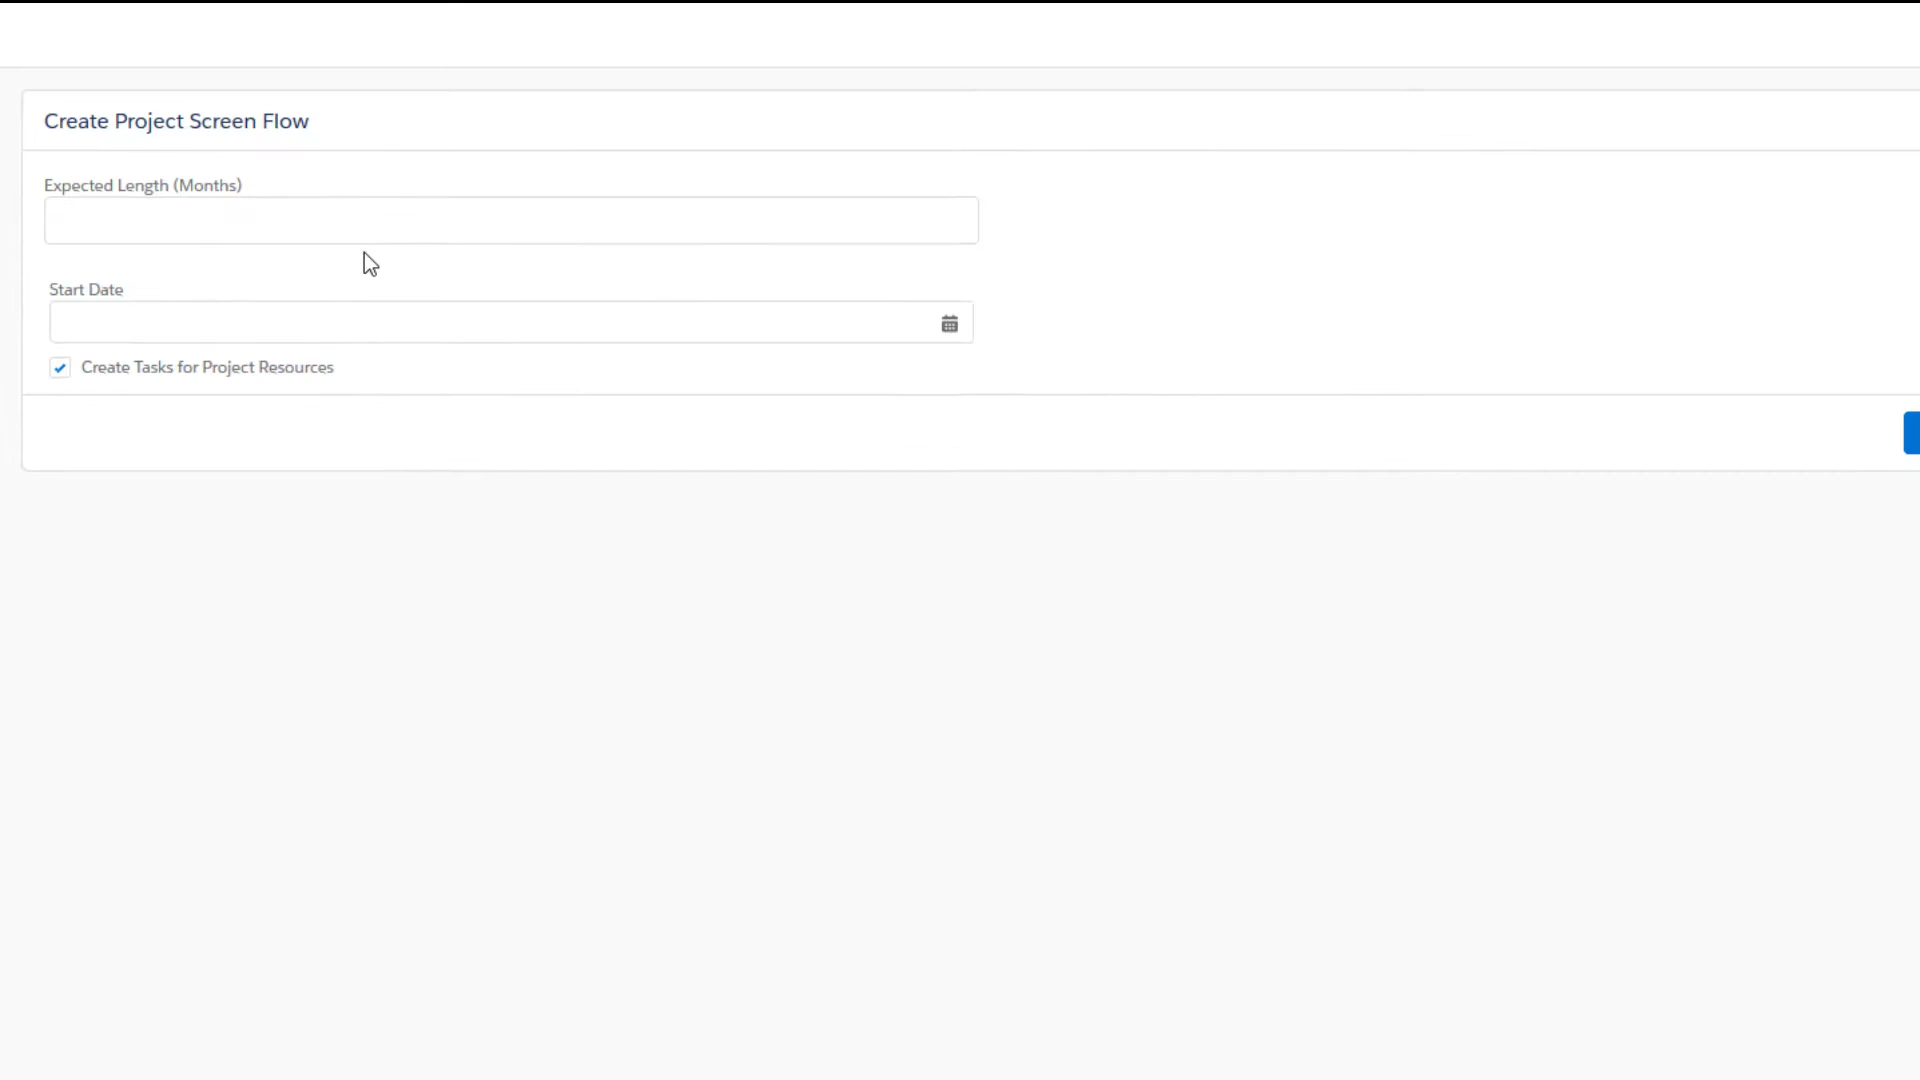 Create Project Screen Flow
Expected Length (Months)
Start Date
Create Tasks for Project Resources